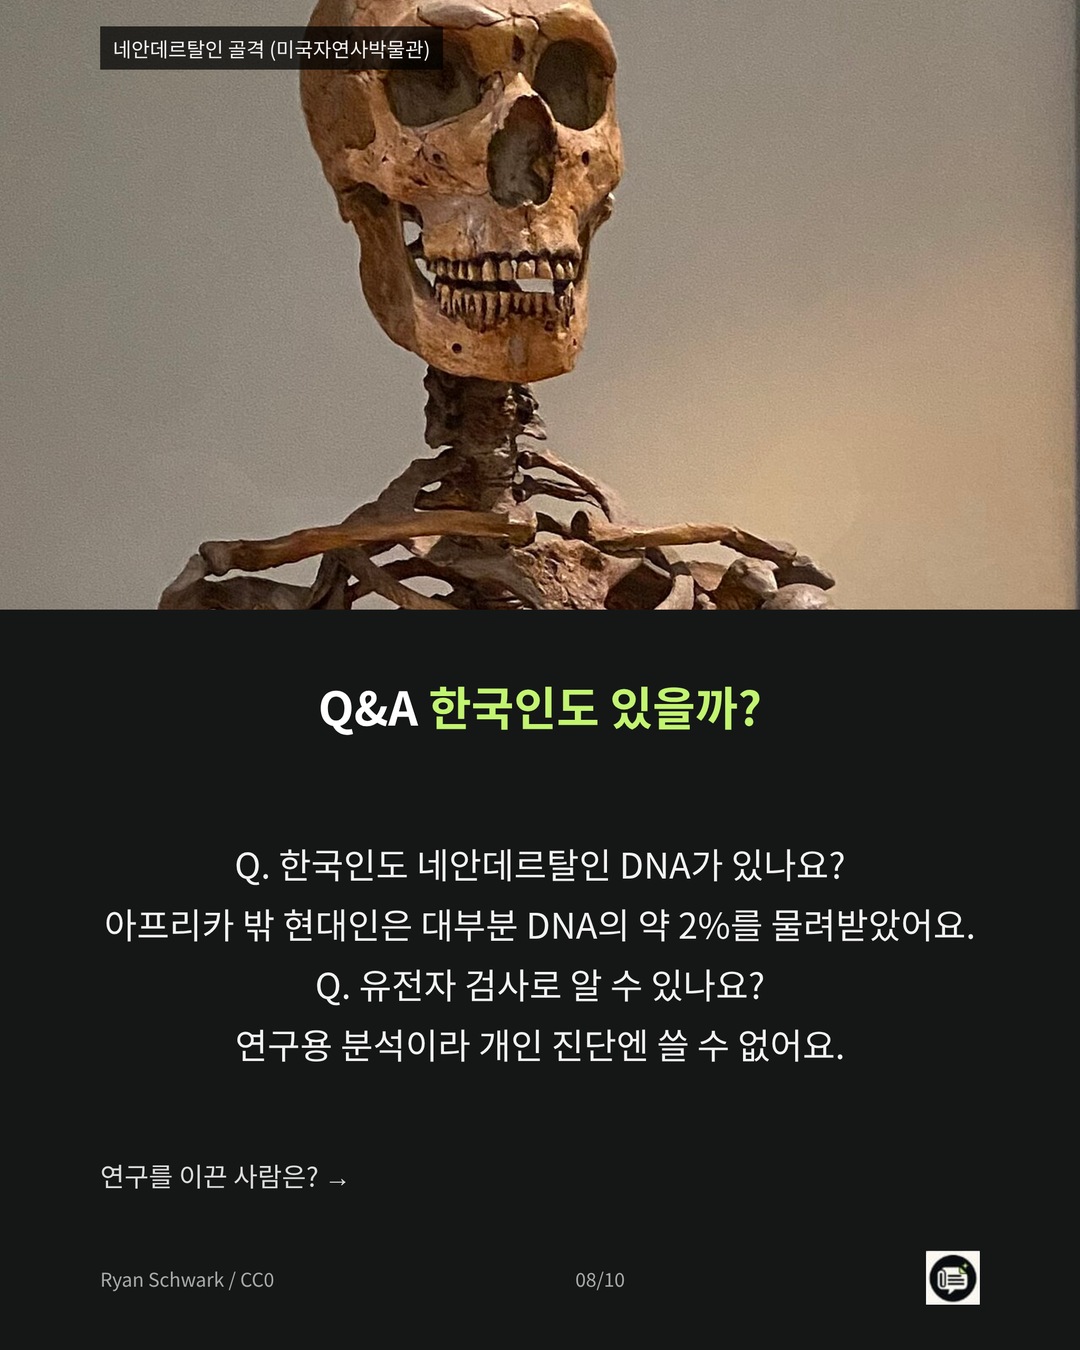 네안데르탈인 골격 (미국자연사박물관)
Q&A 한국인도 있을까?
Q. 한국인도 네안데르탈인 DNA가 있나요?
아프리카 밖 현대인은 대부분 DNA의 약 2%를 물려받았어요.
Q. 유전자 검사로 알 수 있나요?
연구용 분석이라 개인 진단엔 쓸 수 없어요.
연구를 이끈 사람은? →
Ryan Schwark / CC0
08/10